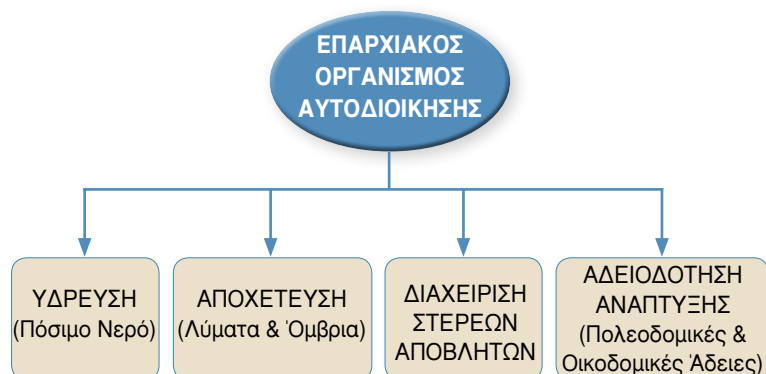 ΕΠΑΡΧΙΑΚΟΣ
ΟΡΓΑΝΙΣΜΟΣ
ΑΥΤΟΔΙΟΙΚΗΣΗΣ
ΥΔΡΕΥΣΗ
(Πόσιμο Νερό)
ΑΠΟΧΕΤΕΥΣΗ
(Λύματα & Όμβρια)
ΔΙΑΧΕΙΡΙΣΗ
ΣΤΕΡΕΩΝ
ΑΠΟΒΛΗΤΩΝ
ΑΔΕΙΟΔΟΤΗΣΗ
ΑΝΑΠΤΥΞΗΣ
(Πολεοδομικές &
Οικοδομικές Άδειες)